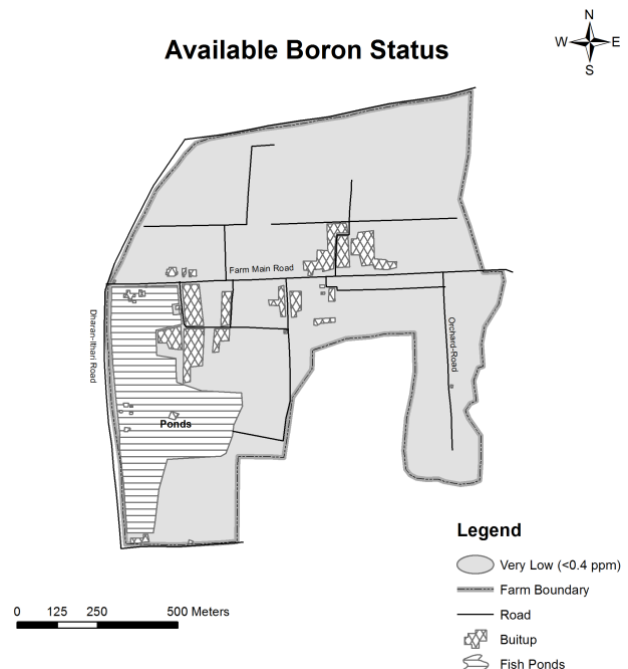 N
W E
S
Available Boron Status
Farm Main Road
Dharan-Ithari Road
Orchard-Road
Ponds
Legend
Very Low (<0.4 ppm)
Farm Boundary
Road
Buitup
Fish Ponds
0 125 250 500 Meters